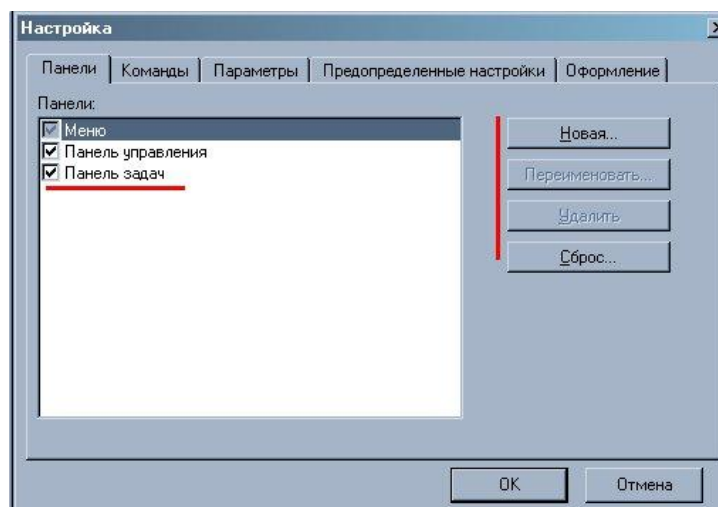 Настройка
Панели Команды Параметры Предопределенные настройки Оформление
Панели:
Меню
Панель управления
Панель задач
Новая...
Переименовать...
Удалить
Сброс...
OK Отмена